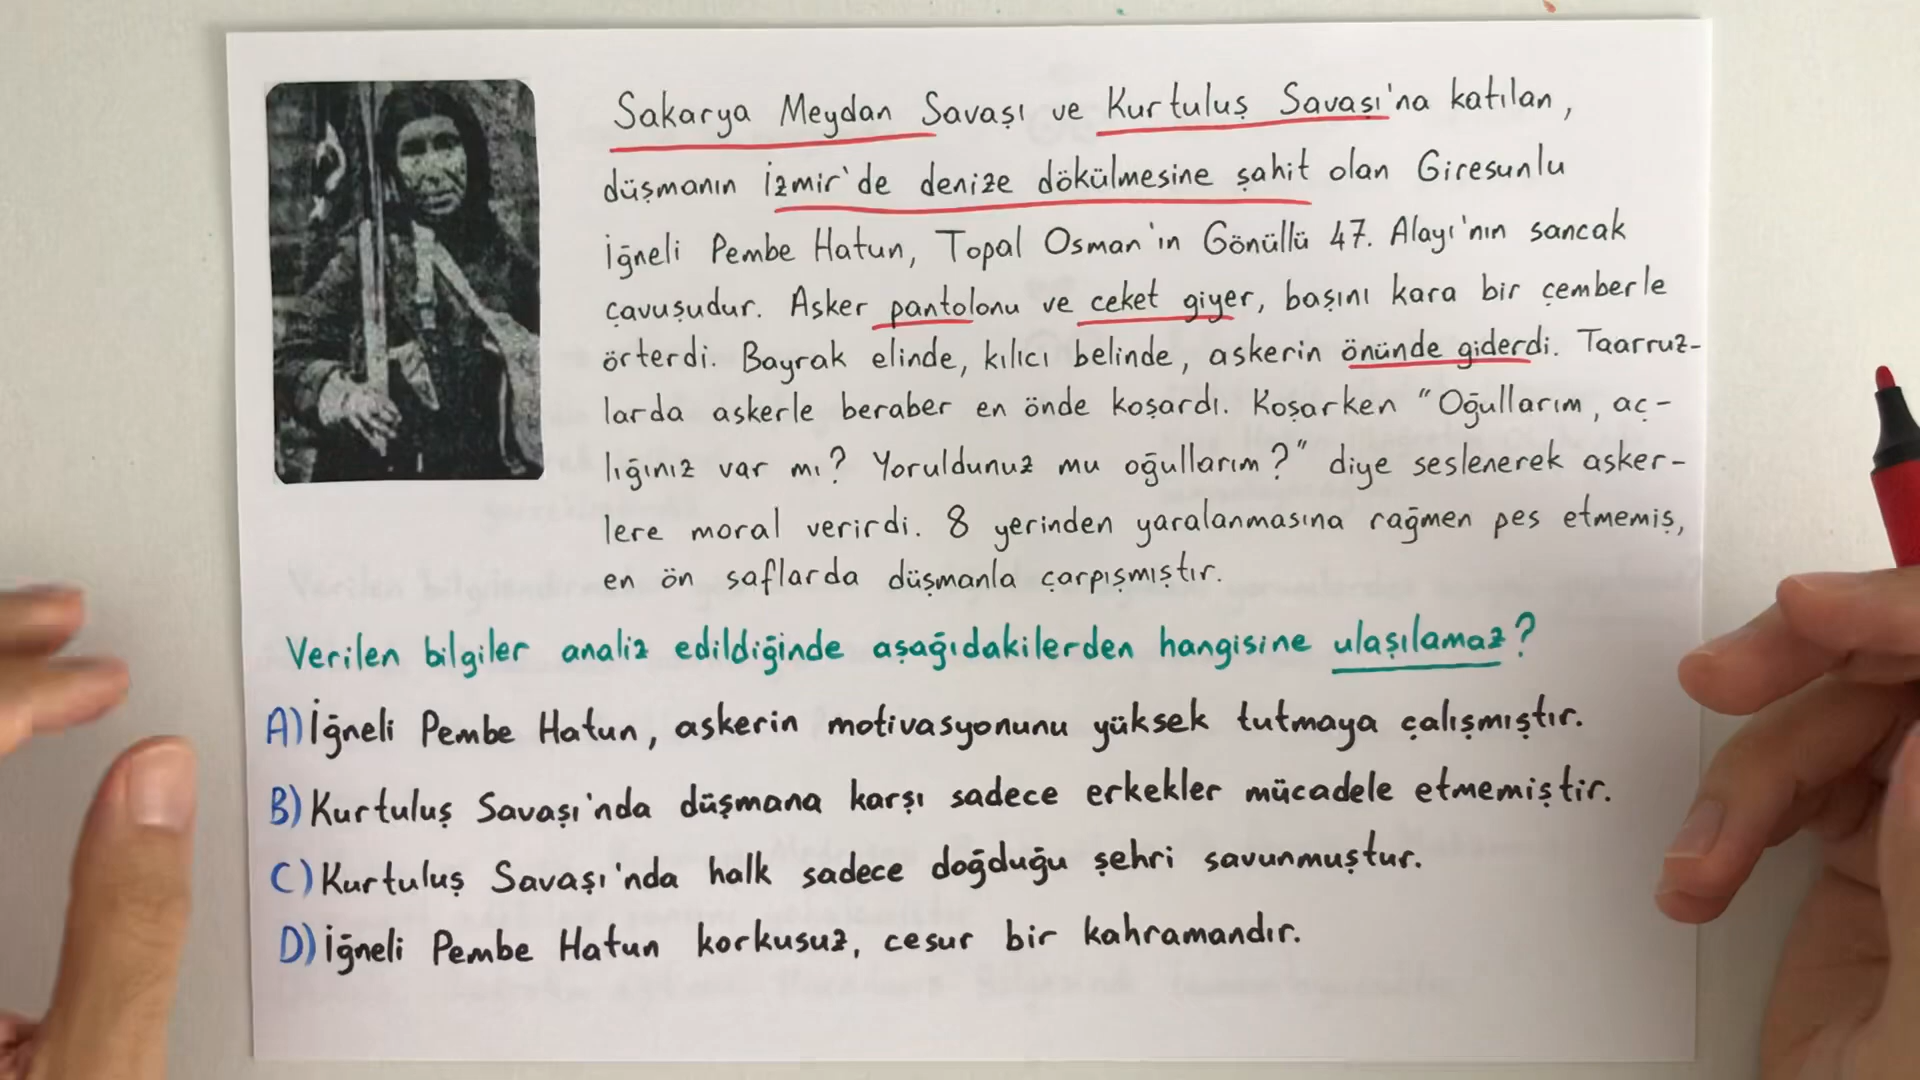 Sakarya Meydan Savaşı ve Kurtuluş Savaşı'na katılan,
düşmanın İzmir'de denize dökülmesine şahit olan Giresunlu
İğneli Pembe Hatun, Topal Osman'ın Gönüllü 47. Alayı'nın sancak
çavuşudur. Asker pantolonu ve ceket giyer, başını kara bir çemberle
örterdi. Bayrak elinde, kılıcı belinde, askerin önünde giderdi. Taarruz-
larda askerle beraber en önde koşardı. Koşarken "Oğullarım, aç-
lığınız var mı? Yoruldunuz mu oğullarım?" diye seslenerek asker-
lere moral verirdi. 8 yerinden yaralanmasına rağmen pes etmemiş,
en ön saflarda düşmanla çarpışmıştır.
Verilen bilgiler analiz edildiğinde aşağıdakilerden hangisine ulaşılamaz?
A) İğneli Pembe Hatun, askerin motivasyonunu yüksek tutmaya çalışmıştır.
B) Kurtuluş Savaşı'nda düşmana karşı sadece erkekler mücadele etmemiştir.
C) Kurtuluş Savaşı'nda halk sadece doğduğu şehri savunmuştur.
D) İğneli Pembe Hatun korkusuz, cesur bir kahramandır.